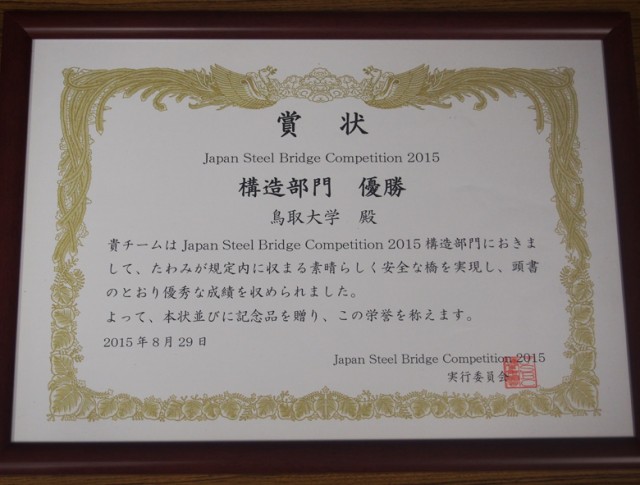 賞 状
Japan Steel Bridge Competition 2015
構造部門 優勝
鳥取大学 殿
貴チームは Japan Steel Bridge Competition 2015 構造部門におきま
して、たわみが規定内に収まる素晴らしく安全な橋を実現し、頭書
のとおり優秀な成績を収められました。
よって、本状並びに記念品を贈り、この栄誉を称えます。
2015 年 8 月 29 日
Japan Steel Bridge Competition 2015
実行委員会